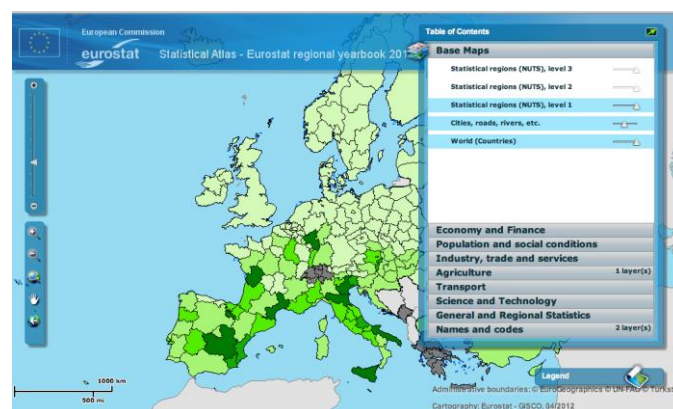 European Commission
eurostat
Statistical Atlas - Eurostat regional yearbook 201
Table of Contents
Base Maps
Statistical regions (NUTS), level 3
Statistical regions (NUTS), level 2
Statistical regions (NUTS), level 1
Cities, roads, rivers, etc.
World (Countries)
Economy and Finance
Population and social conditions
Industry, trade and services
Agriculture 1 layer(s)
Transport
Science and Technology
General and Regional Statistics
Names and codes 2 layer(s)
Legend
1000 km
500 mi
Administrative boundaries: © EuroGeographics © UN-FAO © Turkst
Cartography: Eurostat - GISCO, 04/2012